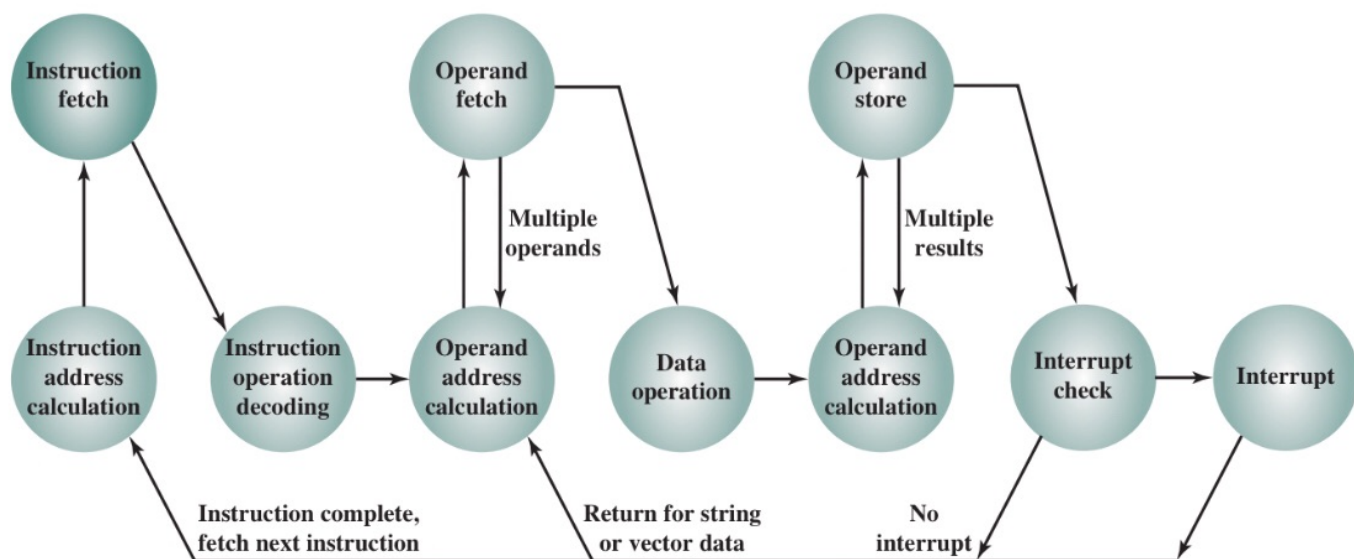 Instruction
fetch
Operand
fetch
Operand
store
Multiple
operands
Multiple
results
Instruction
address
calculation
Instruction
operation
decoding
Operand
address
calculation
Data
operation
Operand
address
calculation
Interrupt
check
Interrupt
Instruction complete,
fetch next instruction
Return for string
or vector data
No
interrupt